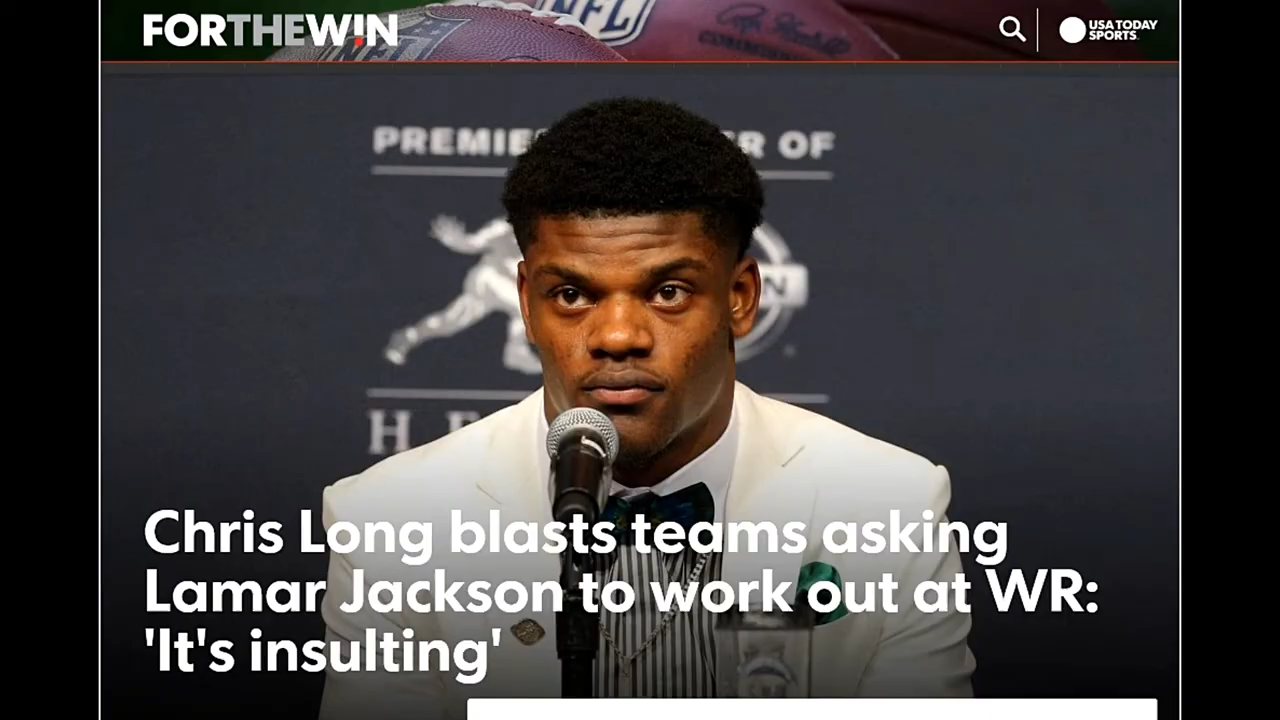 FORTHEWIN
NFL
USA TODAY
SPORTS
PREMIE R OF
H
Chris Long blasts teams asking
Lamar Jackson to work out at WR:
'It's insulting'